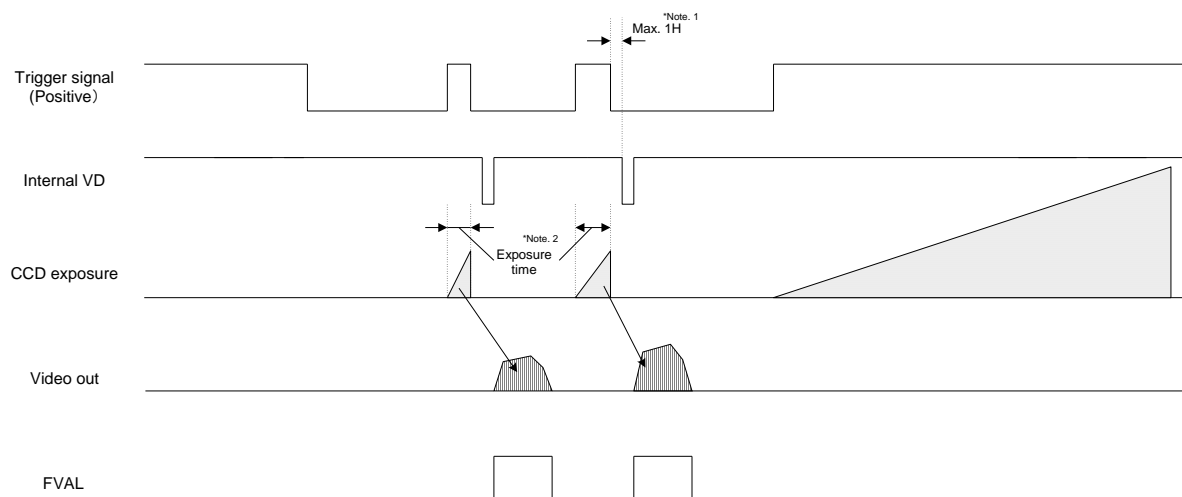 *Note. 1
Max. 1H
Trigger signal
(Positive）
Internal VD
*Note. 2
Exposure
time
CCD exposure
Video out
FVAL